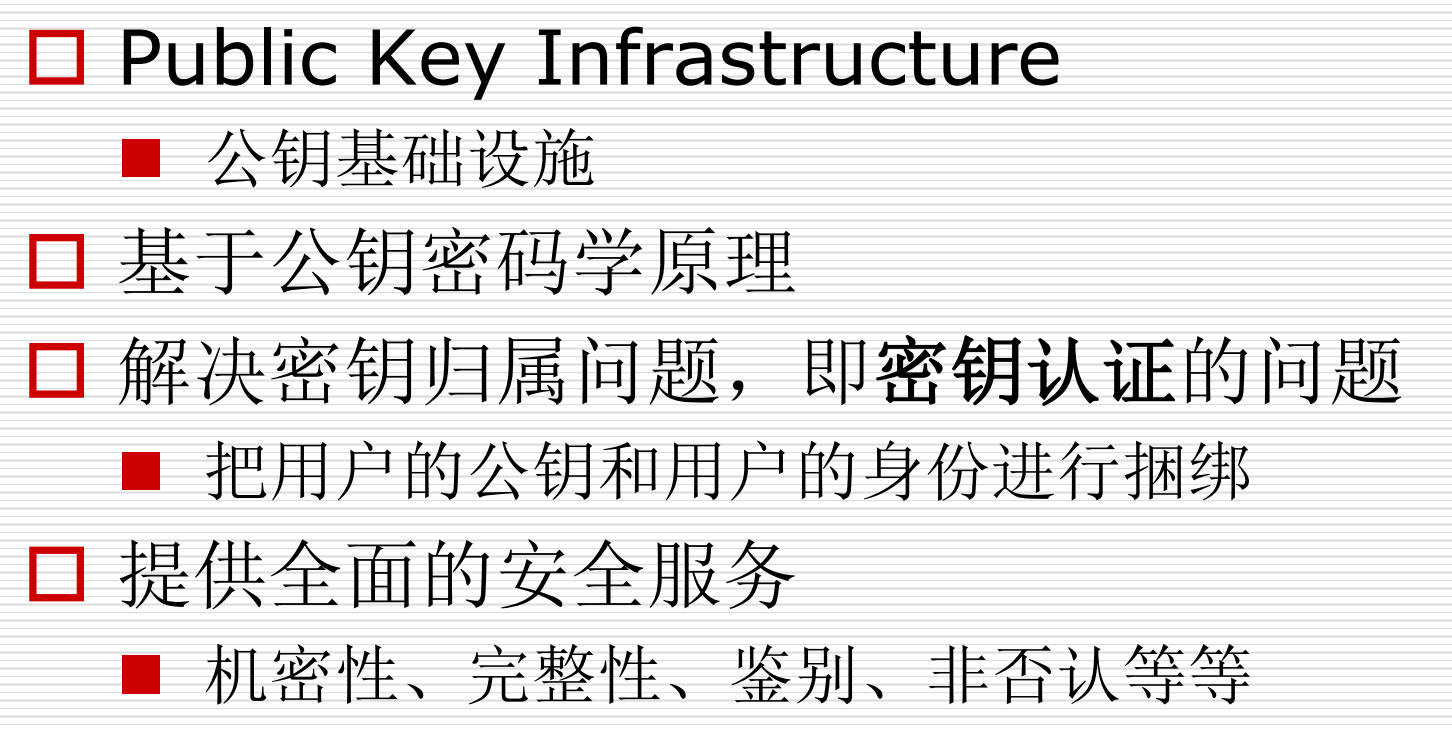 Public Key Infrastructure
公钥基础设施
基于公钥密码学原理
解决密钥归属问题，即密钥认证的问题
把用户的公钥和用户的身份进行捆绑
提供全面的安全服务
机密性、完整性、鉴别、非否认等等